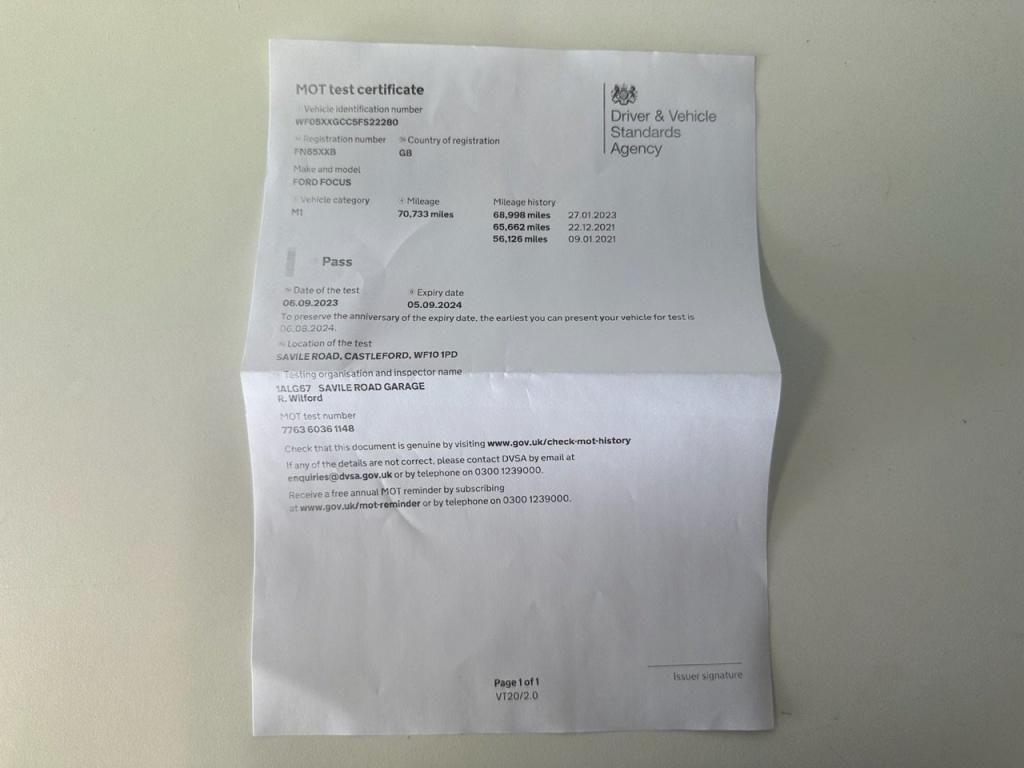 MOT test certificate
Vehicle identification number
WF05XXGCC5FS22280
Registration number Country of registration
FN65XXB GB
Make and model
FORD FOCUS
Vehicle category Mileage Mileage history
M1 70,733 miles 68,998 miles 27.01.2023
65,662 miles 22.12.2021
56,126 miles 09.01.2021
Pass
Date of the test Expiry date
06.09.2023 05.09.2024
To preserve the anniversary of the expiry date, the earliest you can present your vehicle for test is
06.08.2024.
Location of the test
SAVILE ROAD, CASTLEFORD, WF10 1PD
Testing organisation and inspector name
1ALG67 SAVILE ROAD GARAGE
R. Wilford
MOT test number
7763 6036 1148
Check that this document is genuine by visiting www.gov.uk/check-mot-history
If any of the details are not correct, please contact DVSA by email at
enquiries@dvsa.gov.uk or by telephone on 0300 1239000.
Receive a free annual MOT reminder by subscribing
at www.gov.uk/mot-reminder or by telephone on 0300 1239000.
Driver & Vehicle
Standards
Agency
Issuer signature
Page 1 of 1
VT20/2.0